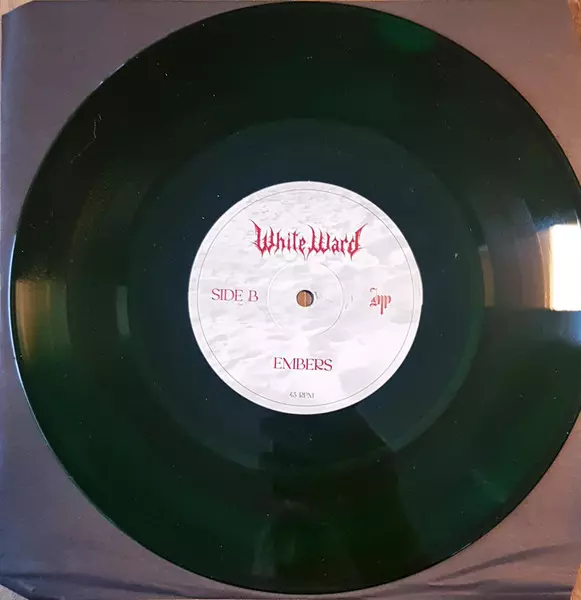 White Ward
SIDE B
EMBERS
45 RPM